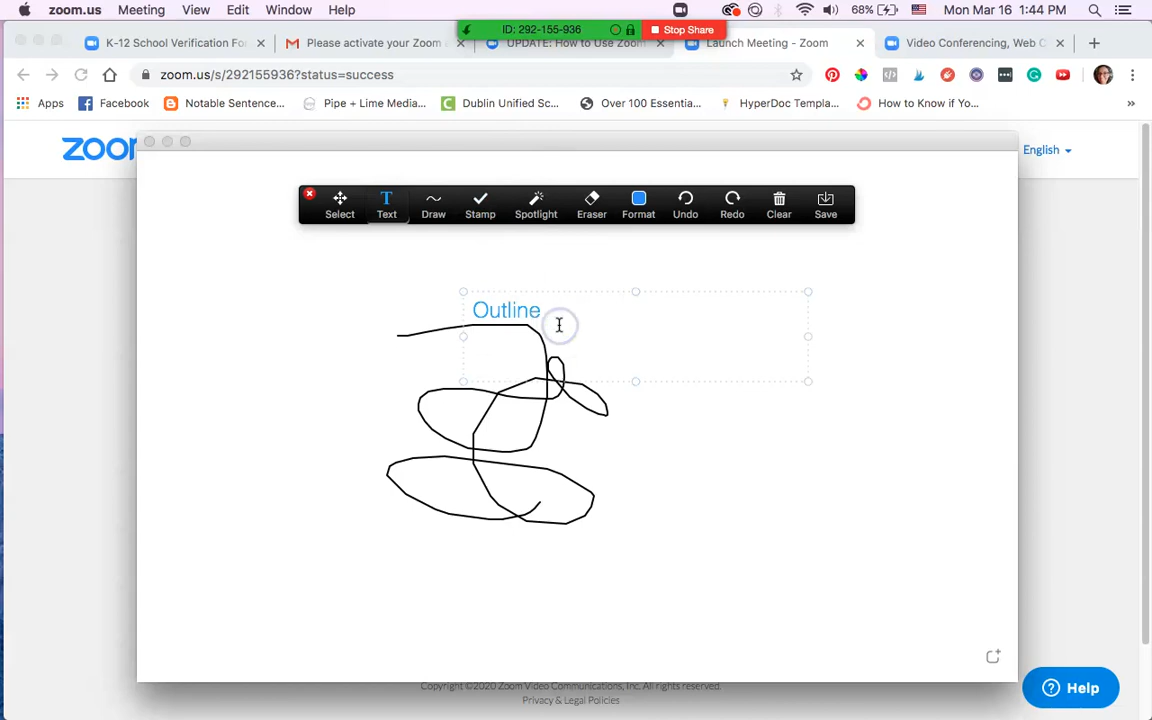 zoom.us Meeting View Edit Window Help 68% Mon Mar 16 1:44 PM
ID: 292-155-936 Stop Share
K-12 School Verification Fo Please activate your Zoom UPDATE: How to Use Zoom Launch Meeting - Zoom Video Conferencing, Web C
zoom.us/s/292155936?status=success
Apps Facebook Notable Sentence... Pipe + Lime Media... Dublin Unified Sc... Over 100 Essentia... HyperDoc Templa... How to Know if Yo... »
zoom English
Select Text Draw Stamp Spotlight Eraser Format Undo Redo Clear Save
Outline
Copyright ©2020 Zoom Video Communications, Inc. All rights reserved.
Privacy & Legal Policies
Help